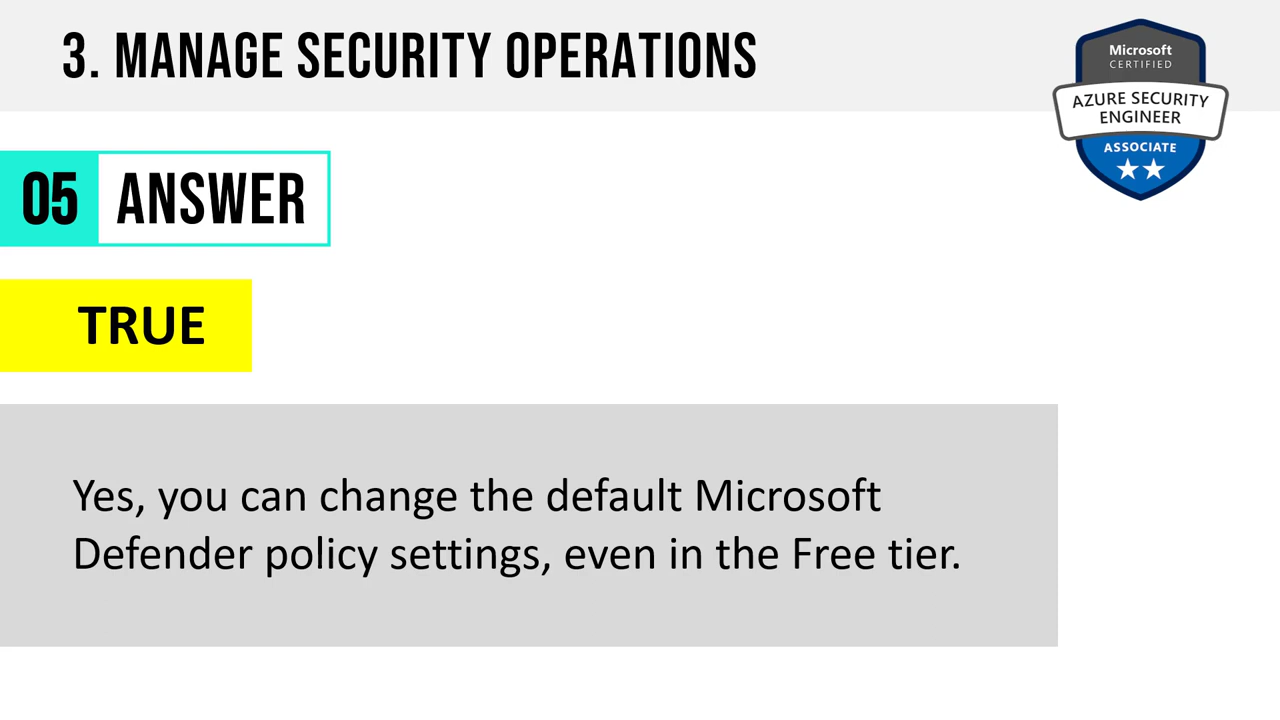 3. MANAGE SECURITY OPERATIONS
Microsoft
CERTIFIED
AZURE SECURITY
ENGINEER
ASSOCIATE
05 ANSWER
TRUE
Yes, you can change the default Microsoft
Defender policy settings, even in the Free tier.